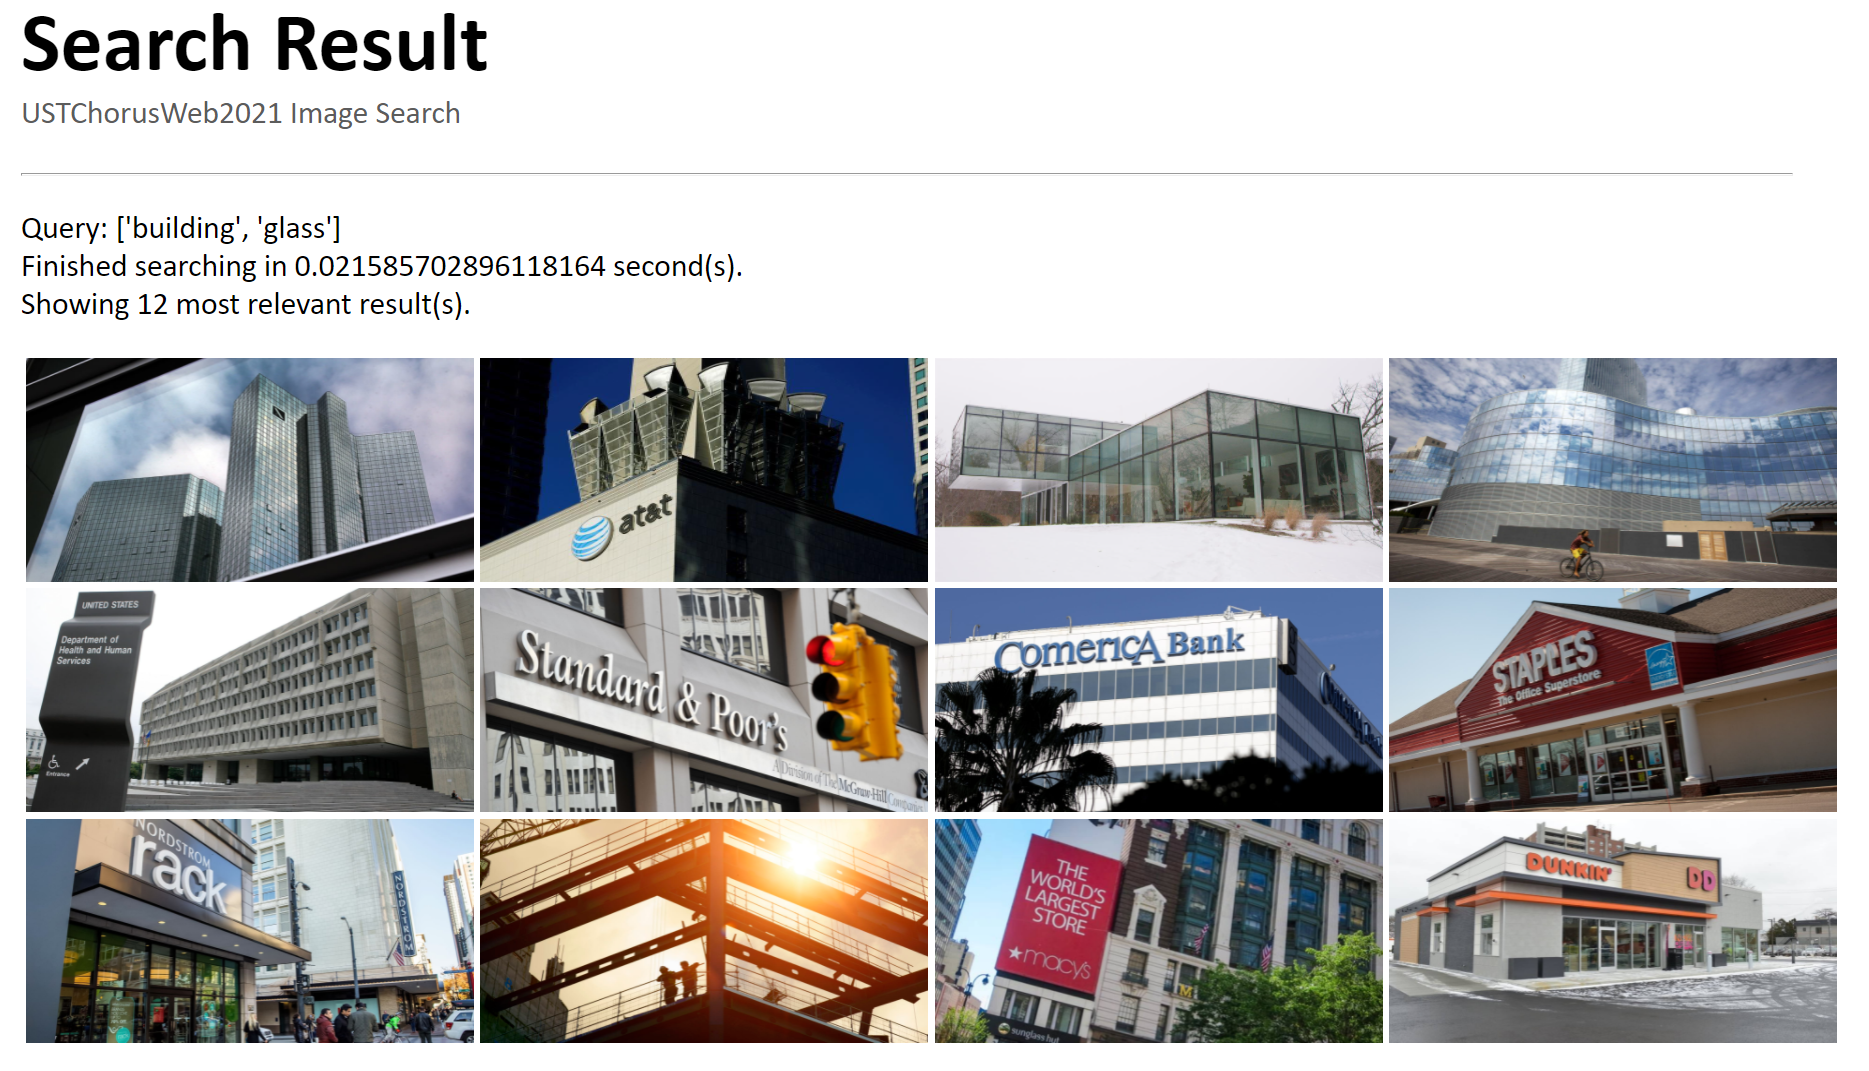 Search Result
USTChorusWeb2021 Image Search
Query: ['building', 'glass']
Finished searching in 0.021585702896118164 second(s).
Showing 12 most relevant result(s).
at&t
UNITED STATES
Department of
Health and Human
Services
Entrance
Standard & Poor's
A Division of The McGraw-Hill Companies
ComericA Bank
STAPLES
The Office Superstore
NORDSTROM
rack
NORDSTROM
THE
WORLD'S
LARGEST
STORE
macy's
M
sunglass hut
DUNKIN'
DD